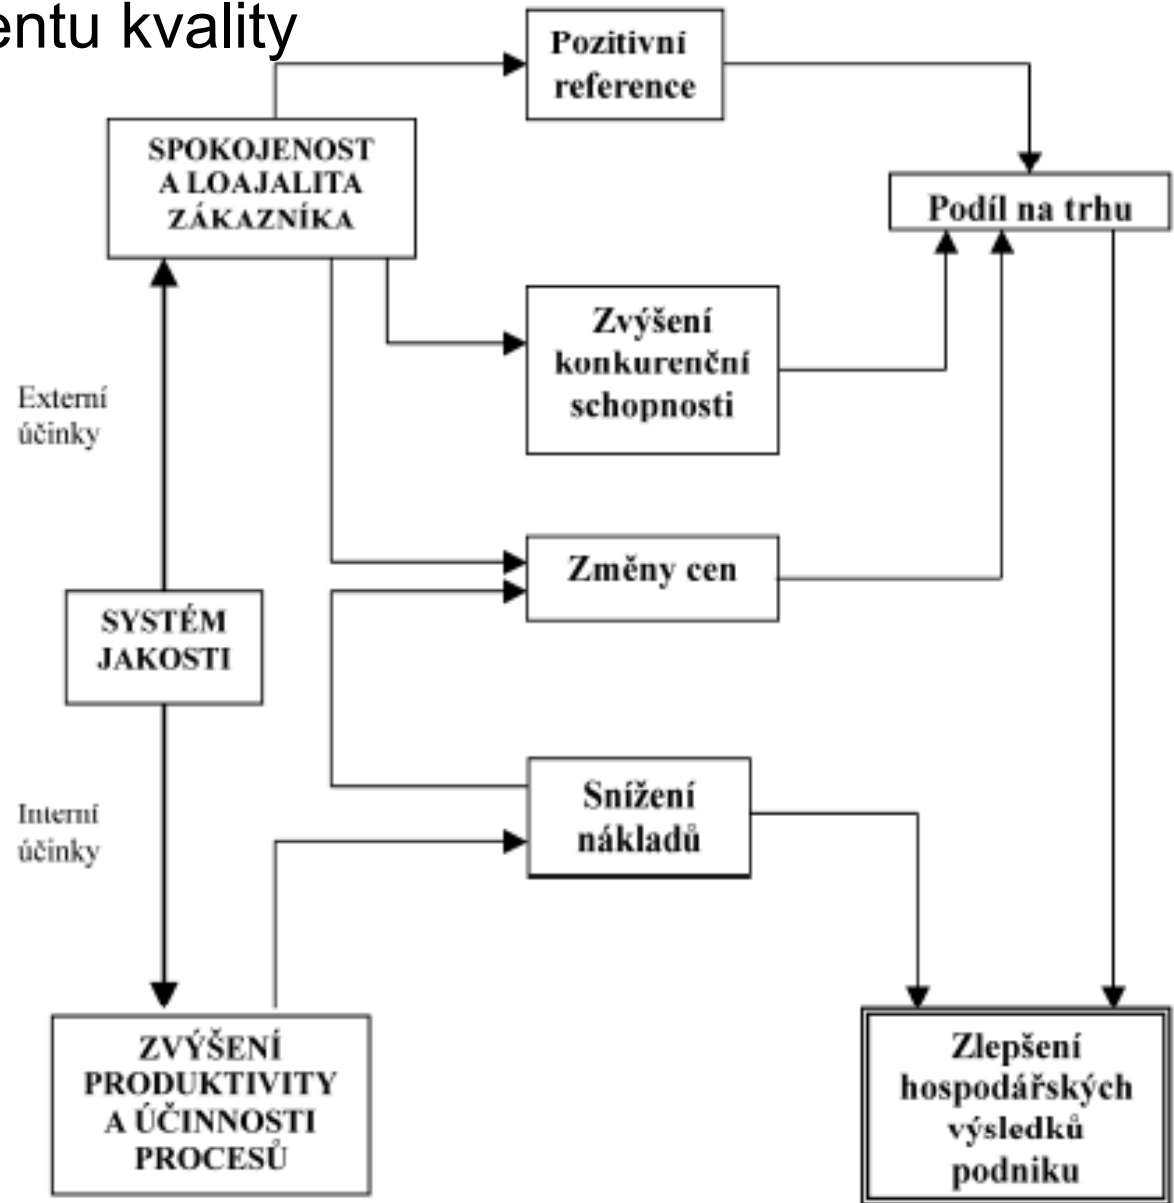 entu kvality
Pozitivní
reference
SPOKOJENOST
A LOAJALITA
ZÁKAZNÍKA
Podíl na trhu
Zvýšení
konkurenční
schopnosti
Externí
účinky
Změny cen
SYSTÉM
JAKOSTI
Snížení
nákladů
Interní
účinky
ZVÝŠENÍ
PRODUKTIVITY
A ÚČINNOSTI
PROCESŮ
Zlepšení
hospodářských
výsledků
podniku